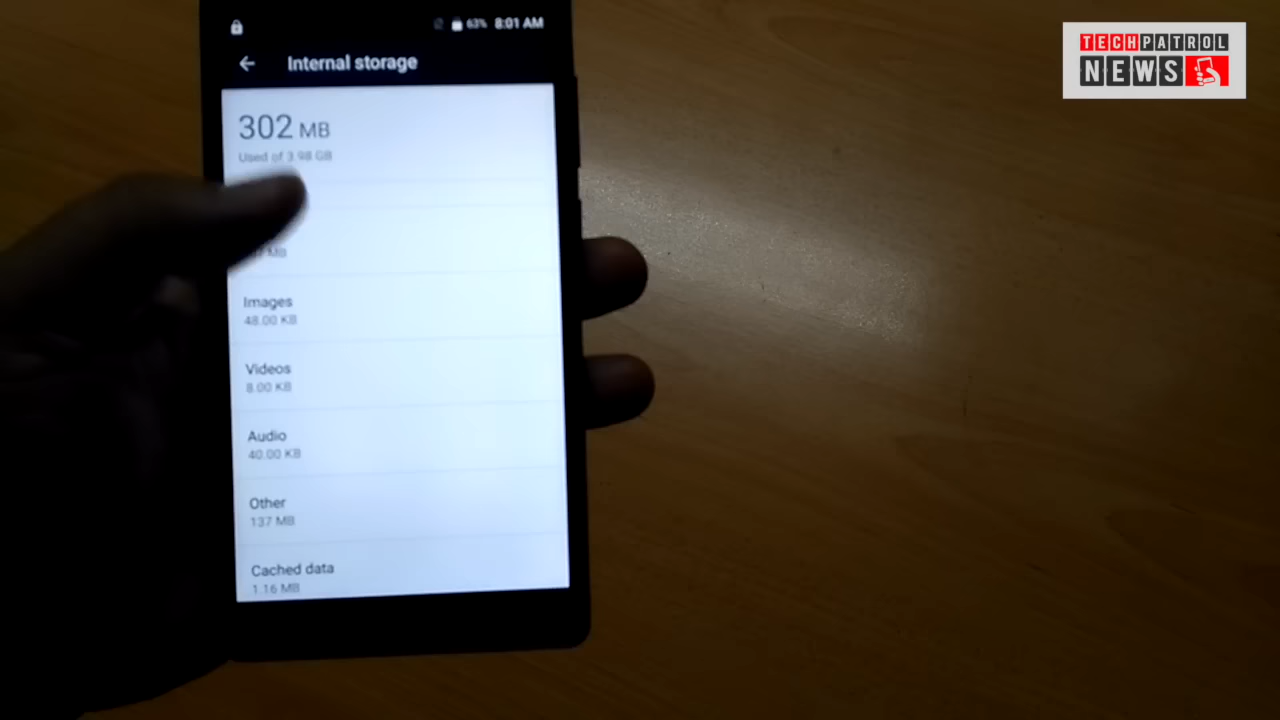 63% 8:01 AM
Internal storage
302 MB
Used of 3.98 GB
MB
Images
48.00 KB
Videos
8.00 KB
Audio
40.00 KB
Other
137 MB
Cached data
1.16 MB
TECHPATROL
NEWS